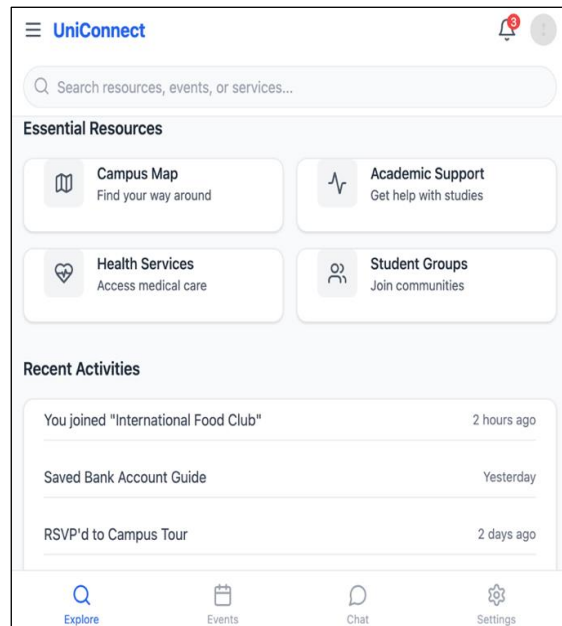 UniConnect
3
Search resources, events, or services...
Essential Resources
Campus Map
Find your way around
Academic Support
Get help with studies
Health Services
Access medical care
Student Groups
Join communities
Recent Activities
You joined "International Food Club" 2 hours ago
Saved Bank Account Guide Yesterday
RSVP'd to Campus Tour 2 days ago
Explore Events Chat Settings